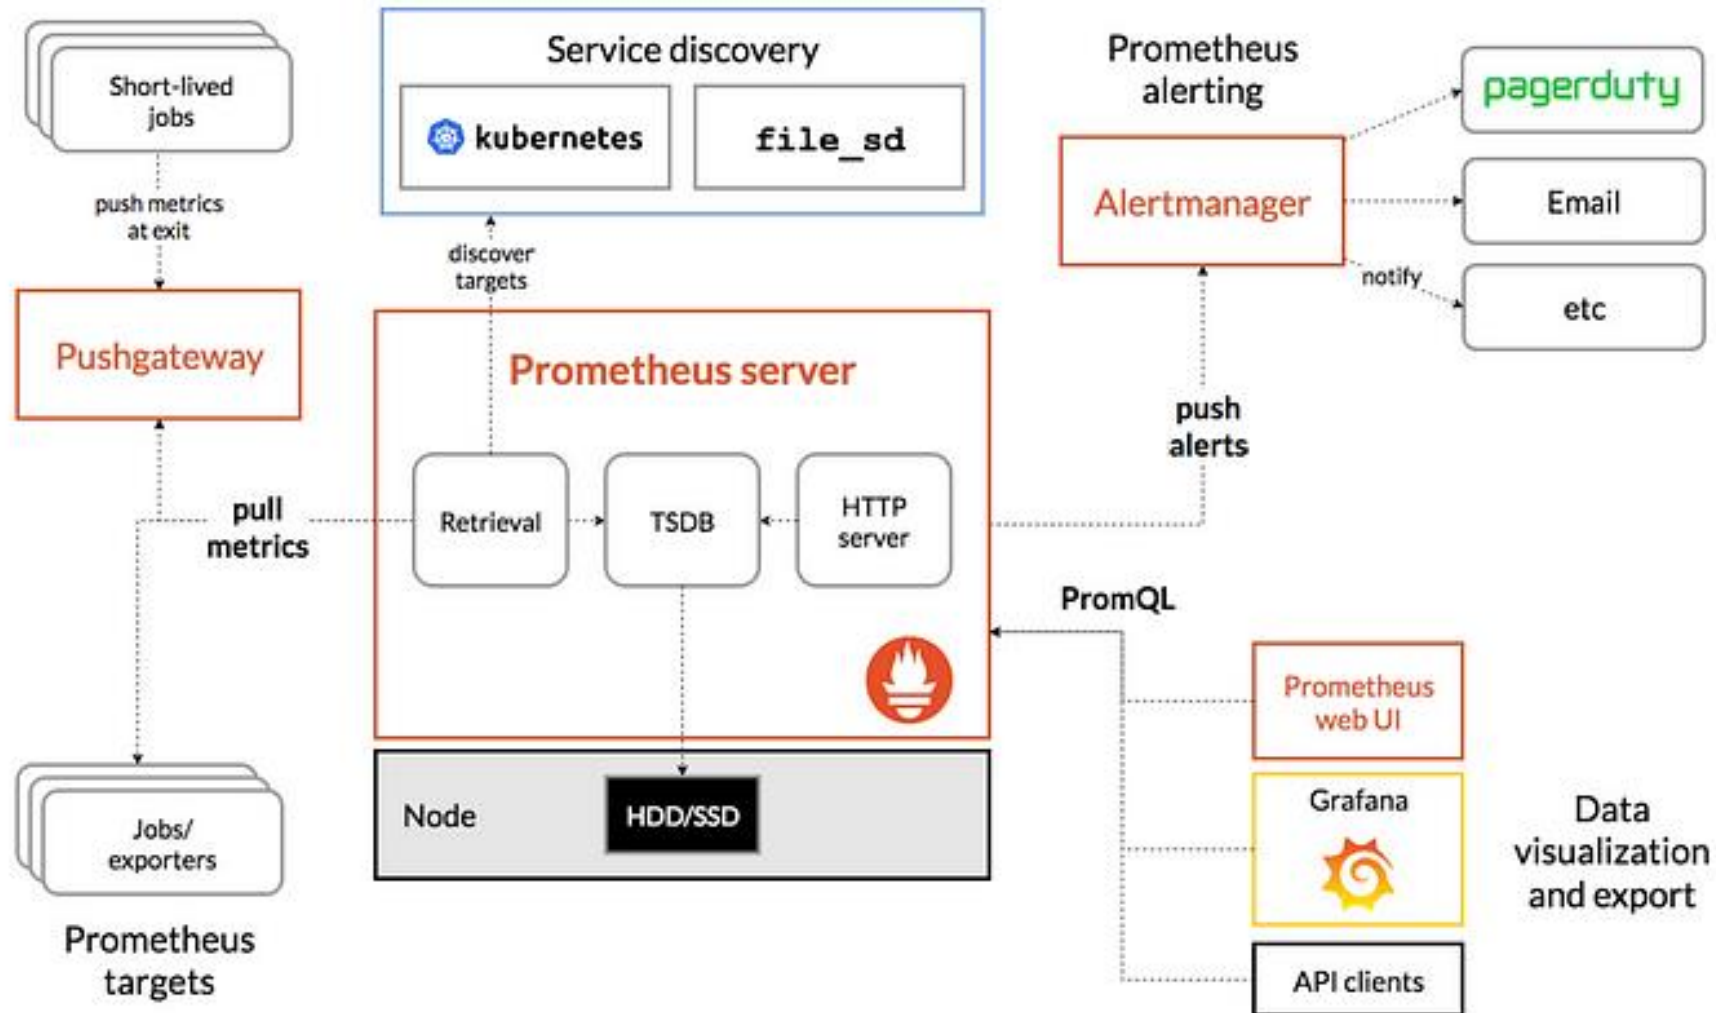 Short-lived
jobs
push metrics
at exit
Pushgateway
Service discovery
kubernetes
file_sd
discover
targets
Prometheus
alerting
Alertmanager
pagerduty
Email
notify
etc
push
alerts
Prometheus server
Retrieval
TSDB
HTTP
server
pull
metrics
Node
HDD/SSD
Jobs/
exporters
Prometheus
targets
PromQL
Prometheus
web UI
Grafana
API clients
Data
visualization
and export